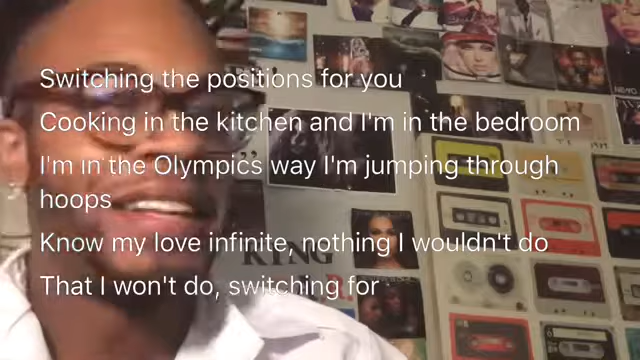 Switching the positions for you
Cooking in the kitchen and I'm in the bedroom
I'm in the Olympics way I'm jumping through
hoops
Know my love infinite, nothing I wouldn't do
That I won't do, switching for
KING